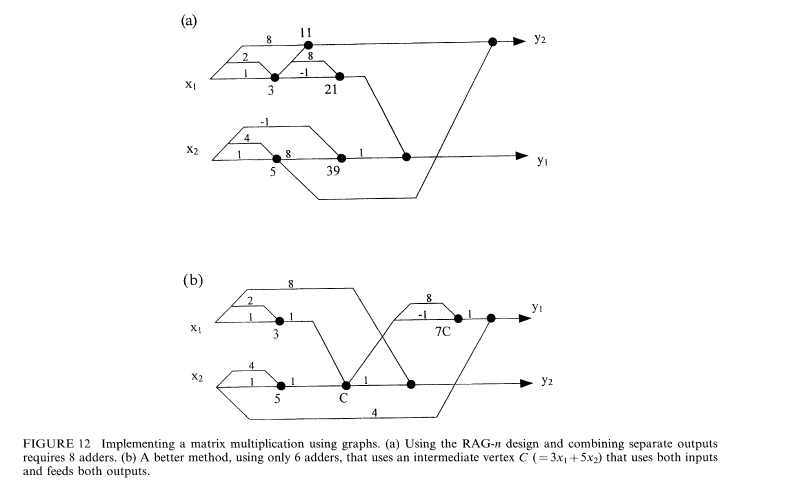 (a)
11
8
y2
2
8
1
-1
x1
3
21
-1
4
x2
1
8
1
y1
5
39
(b)
8
8
2
y1
1
1
-1
1
x1
3
7C
4
x2
1
1
1
y2
5
C
4
FIGURE 12 Implementing a matrix multiplication using graphs. (a) Using the RAG-n design and combining separate outputs
requires 8 adders. (b) A better method, using only 6 adders, that uses an intermediate vertex C (=3x1+5x2) that uses both inputs
and feeds both outputs.